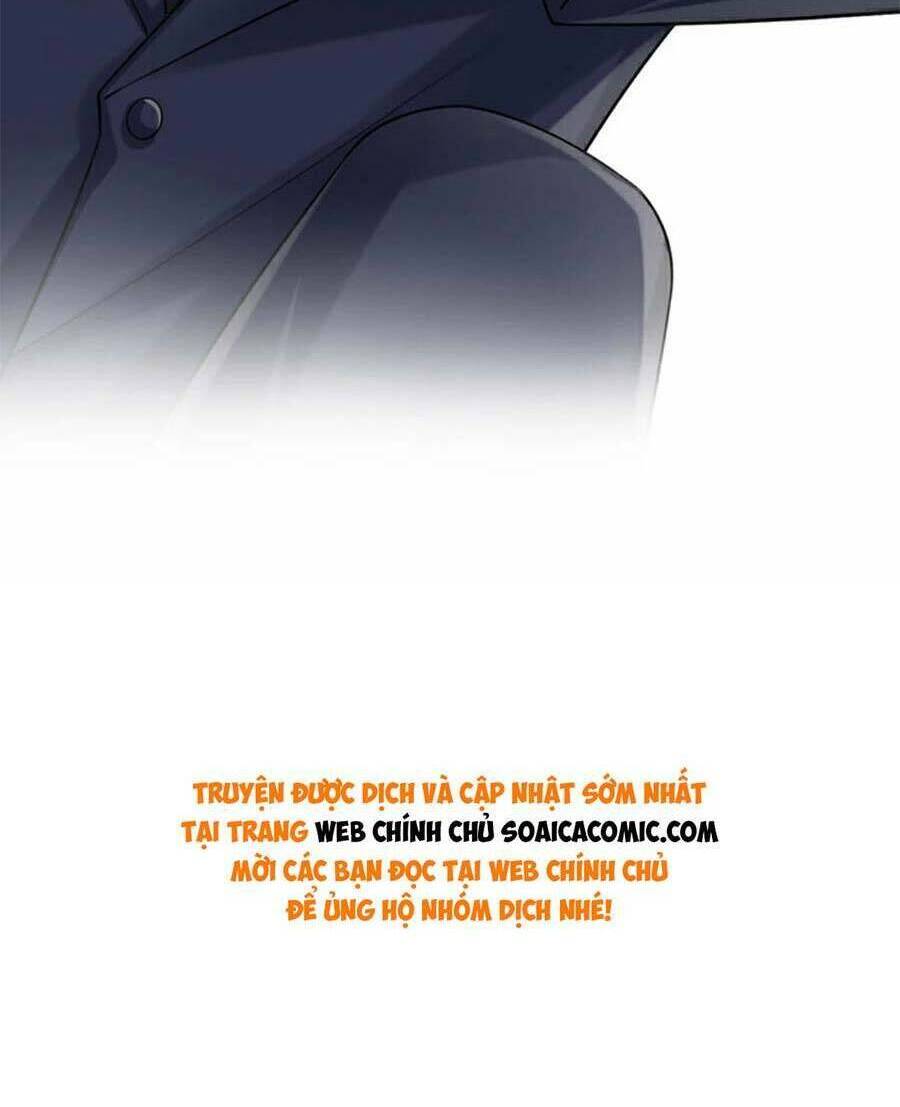 TRUYỆN ĐƯỢC DỊCH VÀ CẬP NHẬT SỚM NHẤT
TẠI TRANG WEB CHÍNH CHỦ SOAICACOMIC.COM
MỜI CÁC BẠN ĐỌC TẠI WEB CHÍNH CHỦ
ĐỂ ỦNG HỘ NHÓM DỊCH NHÉ!